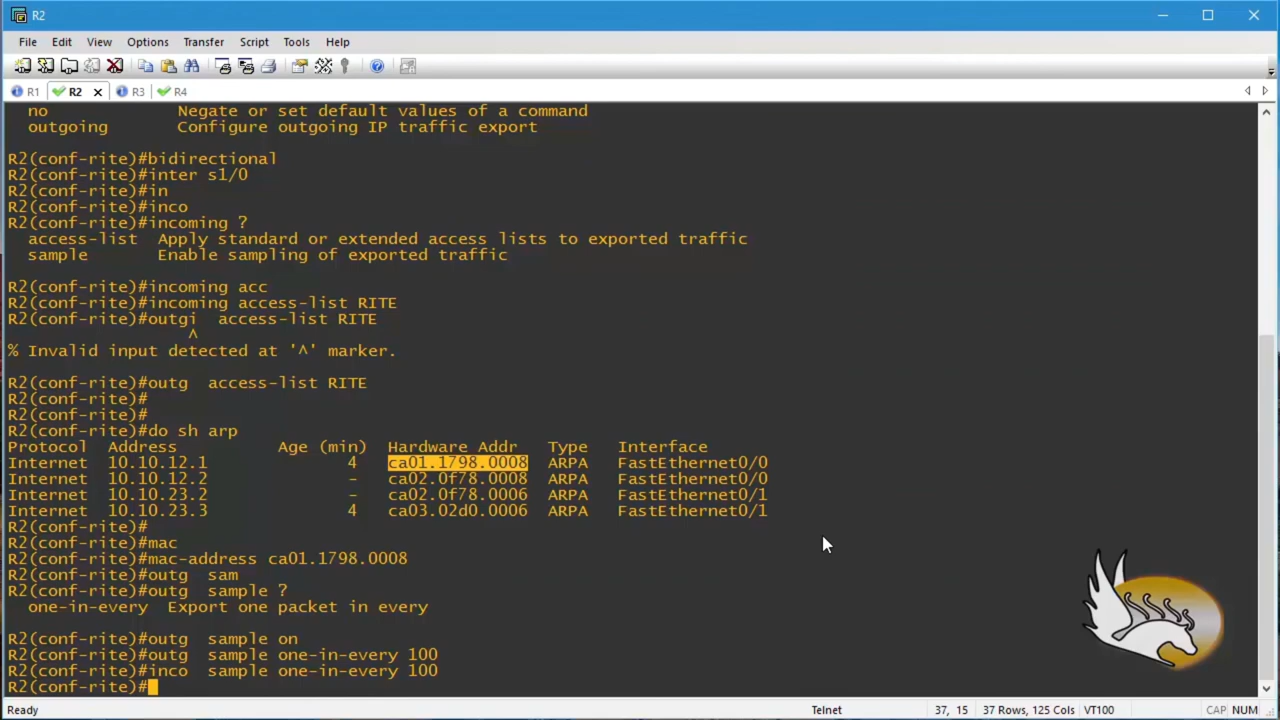 R2
File Edit View Options Transfer Script Tools Help
R1 R2 R3 R4
no Negate or set default values of a command
outgoing Configure outgoing IP traffic export
R2(conf-rite)#bidirectional
R2(conf-rite)#inter s1/0
R2(conf-rite)#in
R2(conf-rite)#inco
R2(conf-rite)#incoming ?
access-list Apply standard or extended access lists to exported traffic
sample Enable sampling of exported traffic
R2(conf-rite)#incoming acc
R2(conf-rite)#incoming access-list RITE
R2(conf-rite)#outgi access-list RITE
^
% Invalid input detected at '^' marker.
R2(conf-rite)#outg access-list RITE
R2(conf-rite)#
R2(conf-rite)#
R2(conf-rite)#do sh arp
Protocol Address Age (min) Hardware Addr Type Interface
Internet 10.10.12.1 4 ca01.1798.0008 ARPA FastEthernet0/0
Internet 10.10.12.2 - ca02.0f78.0008 ARPA FastEthernet0/0
Internet 10.10.23.2 - ca02.0f78.0006 ARPA FastEthernet0/1
Internet 10.10.23.3 4 ca03.02d0.0006 ARPA FastEthernet0/1
R2(conf-rite)#
R2(conf-rite)#mac
R2(conf-rite)#mac-address ca01.1798.0008
R2(conf-rite)#outg sam
R2(conf-rite)#outg sample ?
one-in-every Export one packet in every
R2(conf-rite)#outg sample on
R2(conf-rite)#outg sample one-in-every 100
R2(conf-rite)#inco sample one-in-every 100
R2(conf-rite)#
Ready Telnet 37, 15 37 Rows, 125 Cols VT100 CAP NUM